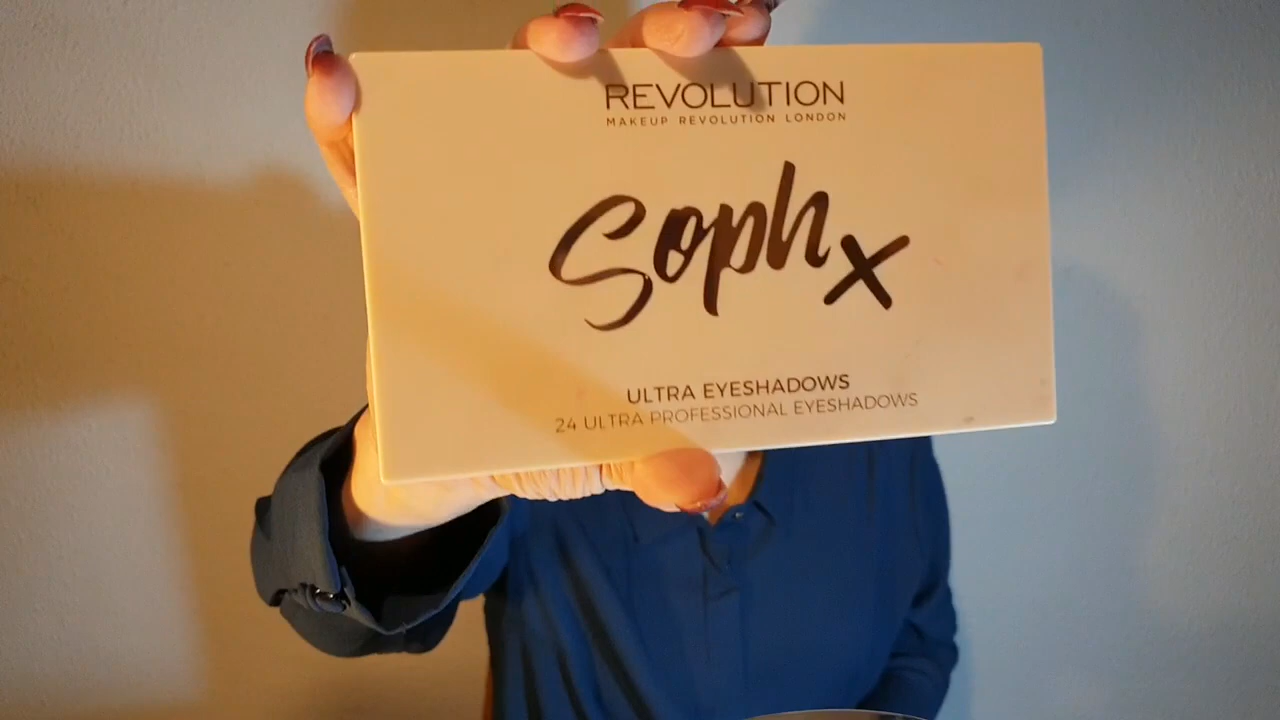 REVOLUTION
MAKEUP REVOLUTION LONDON
Soph x
ULTRA EYESHADOWS
24 ULTRA PROFESSIONAL EYESHADOWS